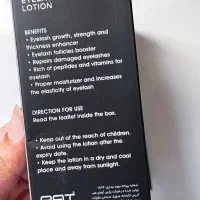 LOTION
BENEFITS
• Eyelash growth, strength and
thickness enhancer
• Eyelash follicles booster
• Repairs damaged eyelashes
• Rich of peptides and vitamins for
eyelash
• Proper moisturizer and increases
the elasticity of eyelash
DIRECTION FOR USE
Read the leaflet inside the box.
• Keep out of the reach of children.
• Avoid using the lotion after the
expiry date.
• Keep the lotion in a dry and cool
place and away from sunlight.